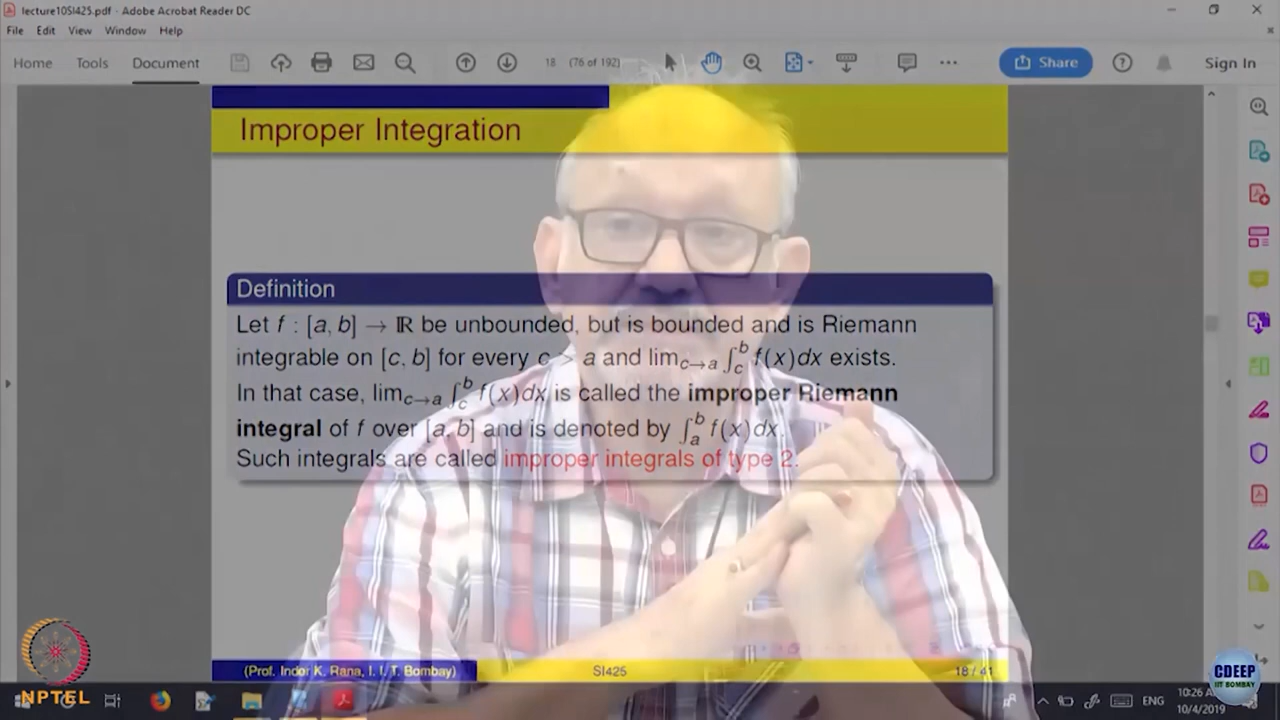 lecture10SI425.pdf - Adobe Acrobat Reader DC
File Edit View Window Help
Home Tools Document 18 (76 of 192) Share Sign In
Improper Integration
Definition
Let f : [a, b] → ℝ be unbounded, but is bounded and is Riemann
integrable on [c, b] for every c > a and lim_{c→a} ∫_c^b f(x)dx exists.
In that case, lim_{c→a} ∫_c^b f(x)dx is called the improper Riemann
integral of f over [a, b] and is denoted by ∫_a^b f(x)dx.
Such integrals are called improper integrals of type 2.
(Prof. Inder K. Rana, I. I. T. Bombay) SI425 18 / 41
NPTEL
CDEEP
IIT BOMBAY
ENG
10:26
10/4/2019